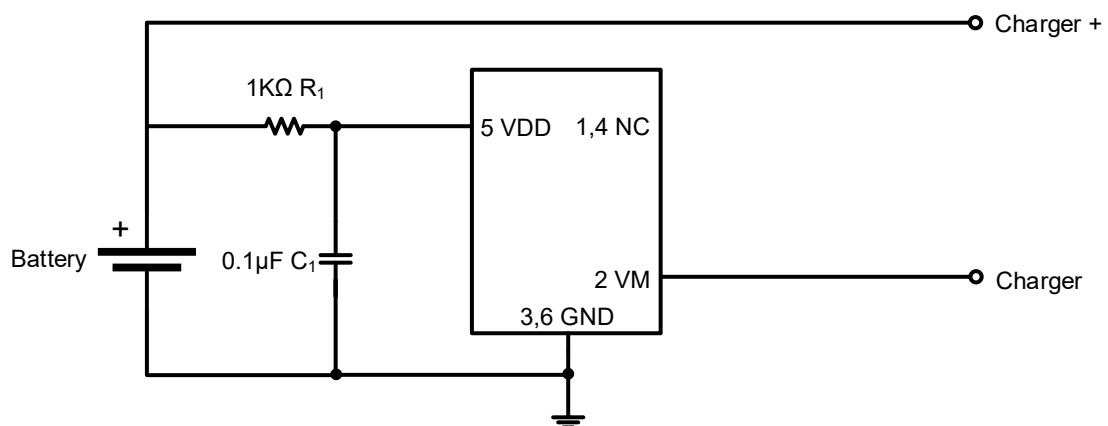 Charger +
1KΩ R₁
5 VDD
1,4 NC
+
Battery
0.1µF C₁
2 VM
Charger
3,6 GND